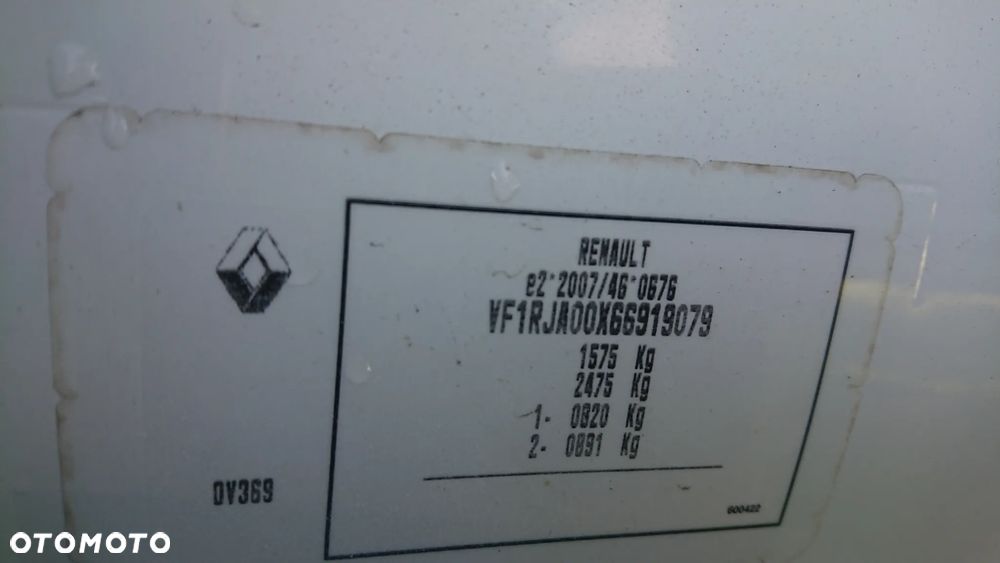 RENAULT
e2*2007/46*0676
VF1RJA00X66919079
1575 Kg
2475 Kg
1- 0820 Kg
2- 0891 Kg
0V369
600422
OTOMOTO